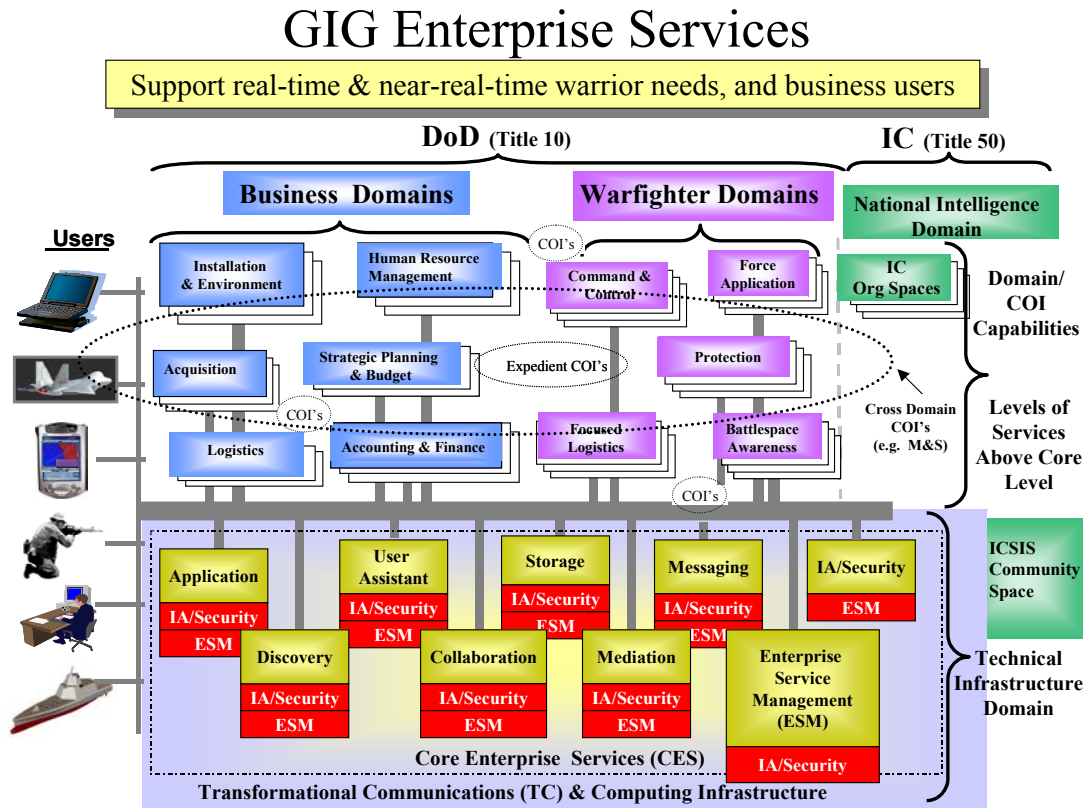 GIG Enterprise Services
Support real-time & near-real-time warrior needs, and business users
DoD (Title 10)
IC (Title 50)
Business Domains
Warfighter Domains
National Intelligence
Domain
Users
COI's
Installation
& Environment
Human Resource
Management
Command &
Control
Force
Application
IC
Org Spaces
Domain/
COI
Capabilities
Acquisition
Strategic Planning
& Budget
Expedient COI's
Protection
COI's
Cross Domain
COI's
(e.g. M&S)
Logistics
Accounting & Finance
Focused
Logistics
Battlespace
Awareness
Levels of
Services
Above Core
Level
COI's
Application
IA/Security
ESM
User
Assistant
IA/Security
ESM
Storage
IA/Security
ESM
Messaging
IA/Security
ESM
IA/Security
ESM
ICSIS
Community
Space
Discovery
IA/Security
ESM
Collaboration
IA/Security
ESM
Mediation
IA/Security
ESM
Enterprise
Service
Management
(ESM)
IA/Security
Technical
Infrastructure
Domain
Core Enterprise Services (CES)
Transformational Communications (TC) & Computing Infrastructure